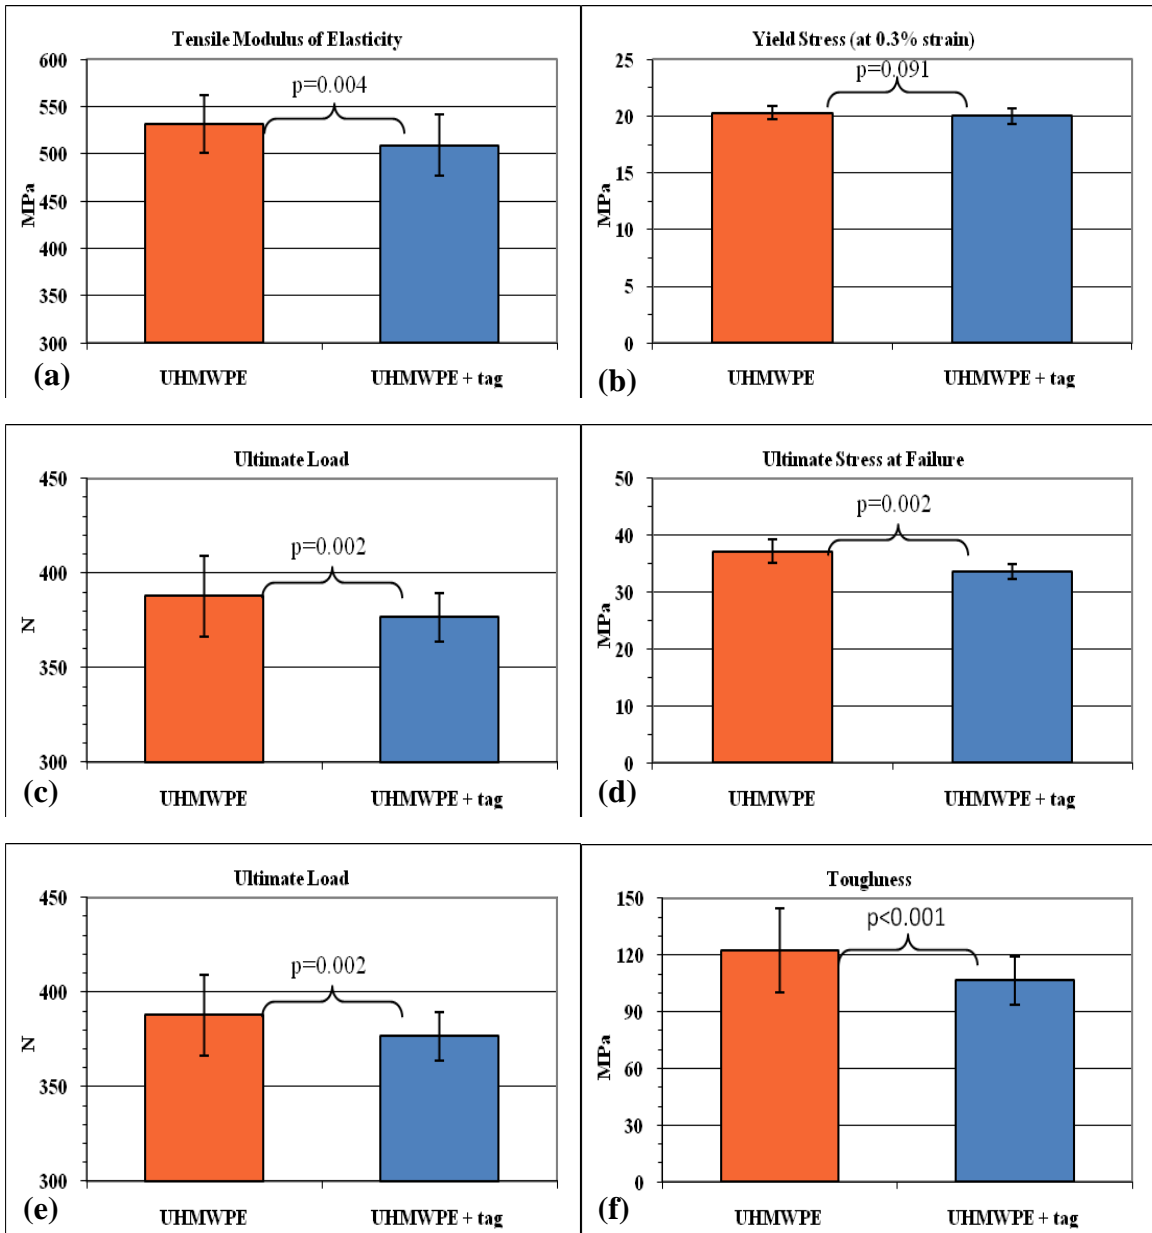 Tensile Modulus of Elasticity
600
550
500
450
400
350
300
MPa
p=0.004
UHMWPE
UHMWPE + tag
(a)
Yield Stress (at 0.3% strain)
25
20
15
10
5
0
MPa
p=0.091
UHMWPE
UHMWPE + tag
(b)
Ultimate Load
450
400
350
300
N
p=0.002
UHMWPE
UHMWPE + tag
(c)
Ultimate Stress at Failure
50
40
30
20
10
0
MPa
p=0.002
UHMWPE
UHMWPE + tag
(d)
Ultimate Load
450
400
350
300
N
p=0.002
UHMWPE
UHMWPE + tag
(e)
Toughness
150
120
90
60
30
0
MPa
p<0.001
UHMWPE
UHMWPE + tag
(f)